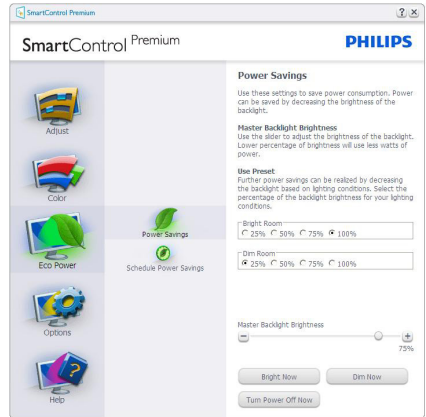 SmartControl Premium
SmartControl Premium
PHILIPS
Adjust
Color
Eco Power
Options
Help
Power Savings
Schedule Power Savings
Power Savings
Use these settings to save power consumption. Power
can be saved by decreasing the brightness of the
backlight.
Master Backlight Brightness
Use the slider to adjust the brightness of the backlight.
Lower percentage of brightness will use less watts of
power.
Use Preset
Further power savings can be realized by decreasing
the backlight based on lighting conditions. Select the
percentage of the backlight brightness for your lighting
conditions.
Bright Room
25% 50% 75% 100%
Dim Room
25% 50% 75% 100%
Master Backlight Brightness
75%
Bright Now Dim Now
Turn Power Off Now